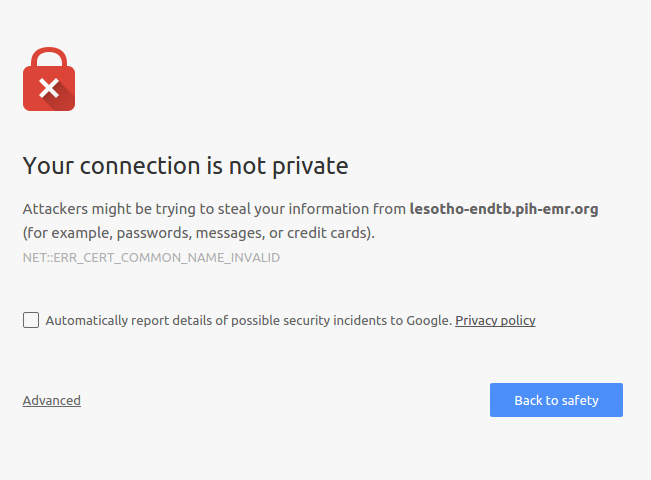 Your connection is not private
Attackers might be trying to steal your information from lesotho-endtb.pih-emr.org
(for example, passwords, messages, or credit cards).
NET::ERR_CERT_COMMON_NAME_INVALID
Automatically report details of possible security incidents to Google. Privacy policy
Advanced
Back to safety